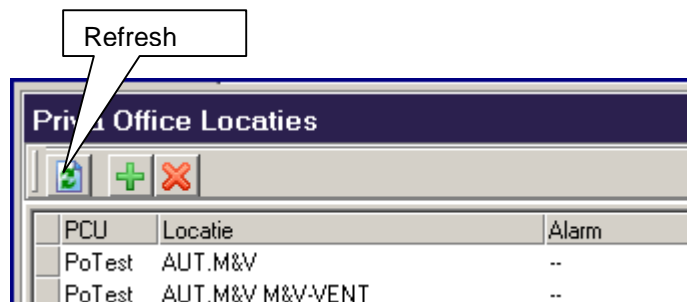 Refresh
Priva Office Locaties
PCU Locatie Alarm
PoTest AUT.M&V --
PoTest AUT.M&V M&V-VENT --